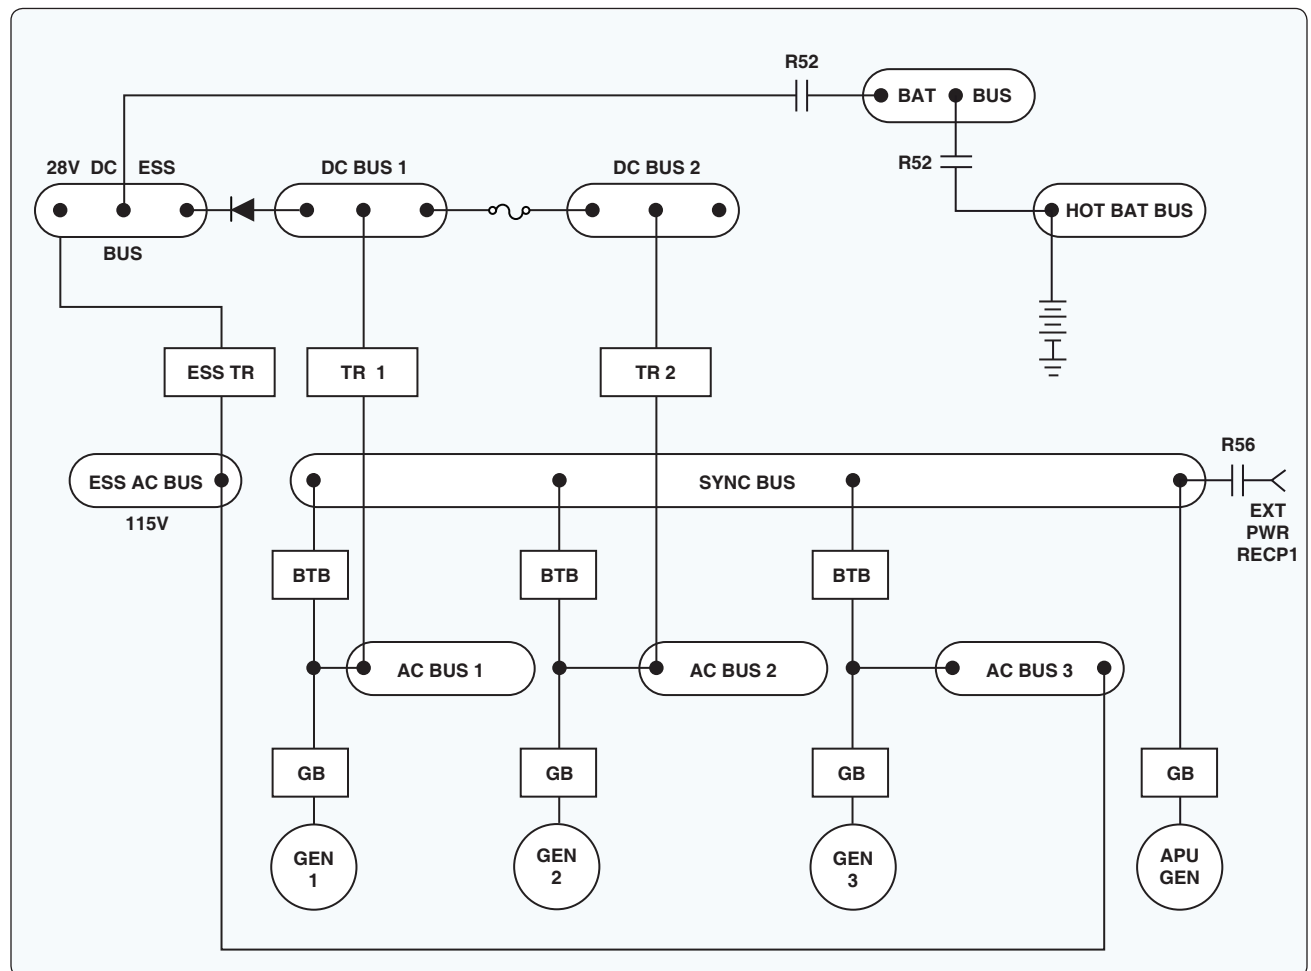 R52
BAT BUS
R52
28V DC ESS
BUS
DC BUS 1
DC BUS 2
HOT BAT BUS
ESS TR
TR 1
TR 2
R56
ESS AC BUS
115V
SYNC BUS
EXT
PWR
RECP1
BTB
BTB
BTB
AC BUS 1
AC BUS 2
AC BUS 3
GB
GB
GB
GB
GEN
1
GEN
2
GEN
3
APU
GEN